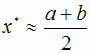 x* ≈ (a + b) / 2